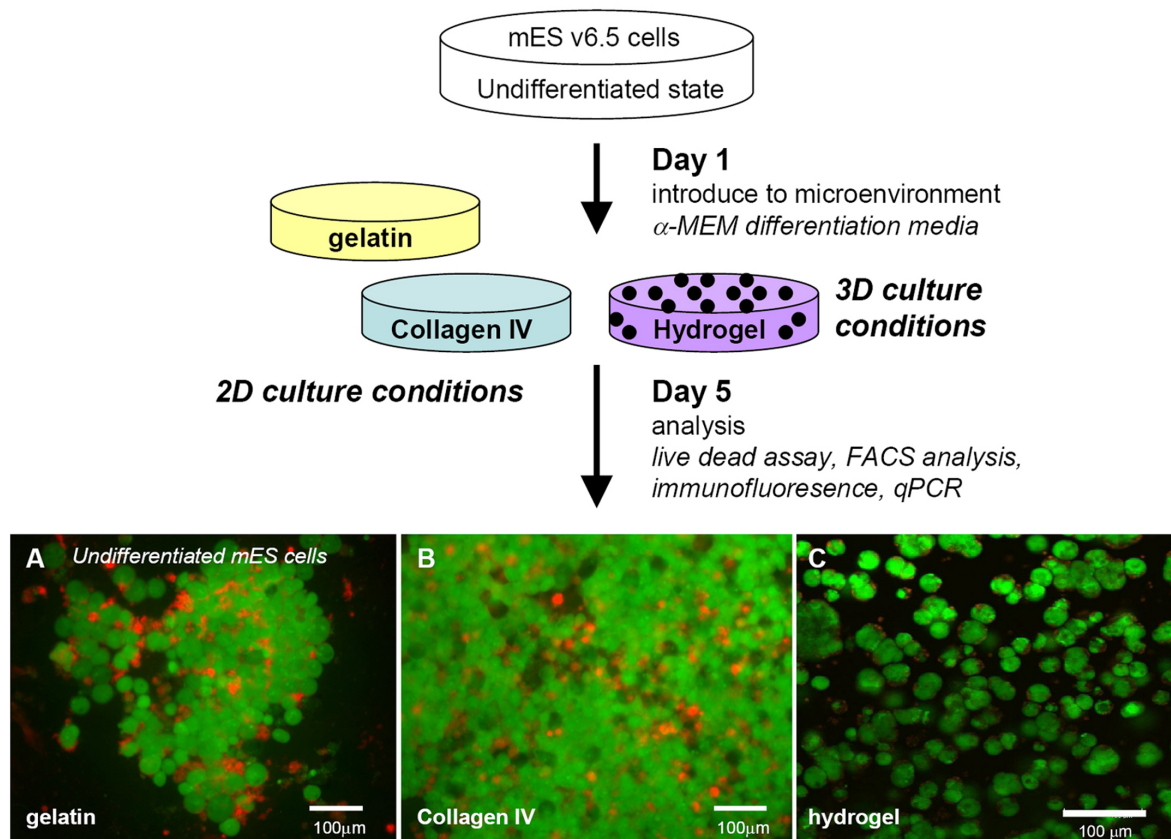 mES v6.5 cells
Undifferentiated state
Day 1
introduce to microenvironment
α-MEM differentiation media
gelatin
Collagen IV
Hydrogel
3D culture
conditions
2D culture conditions
Day 5
analysis
live dead assay, FACS analysis,
immunofluoresence, qPCR
A
Undifferentiated mES cells
gelatin
100μm
B
Collagen IV
100μm
C
hydrogel
100 μm